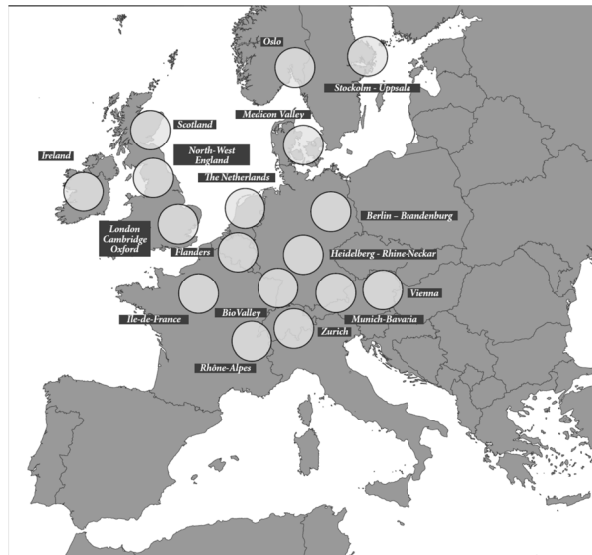 Oslo
Stockolm - Uppsala
Medicon Valley
Scotland
North-West
England
Ireland
The Netherlands
Berlin – Brandenburg
London
Cambridge
Oxford
Flanders
Heidelberg - Rhine-Neckar
Vienna
BioValley
Ile-de-France
Munich-Bavaria
Zurich
Rhône-Alpes